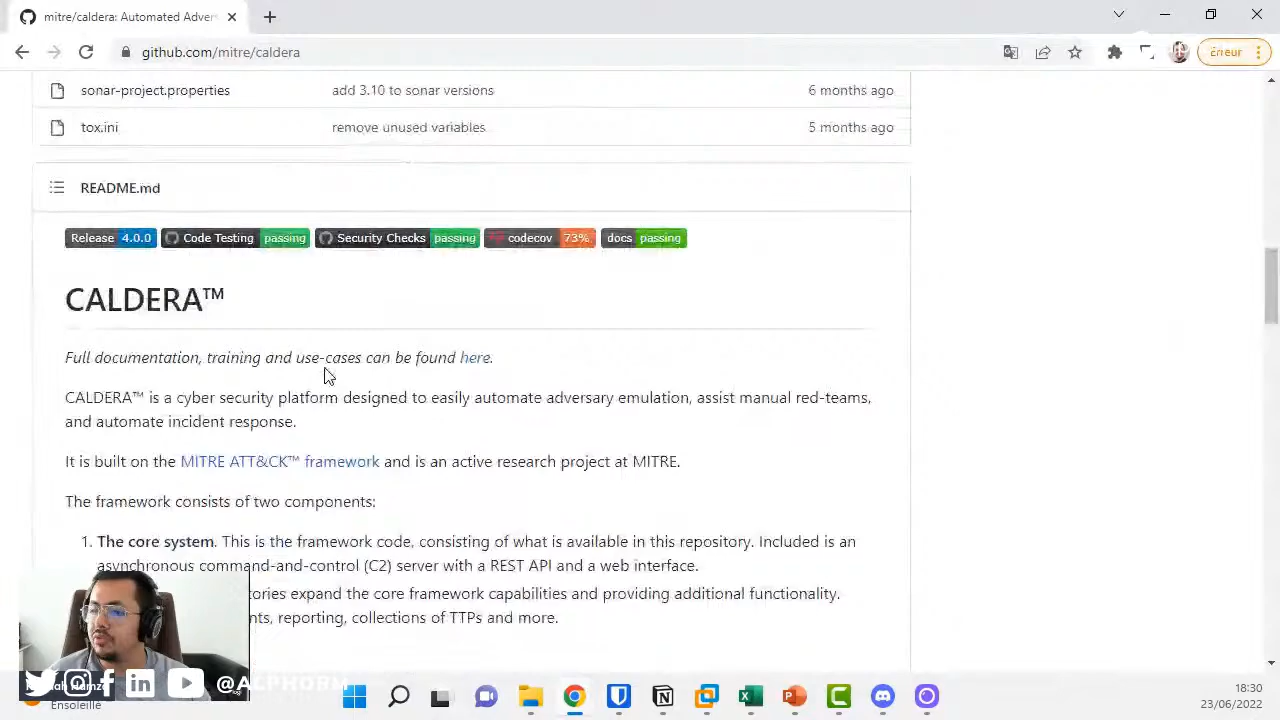 mitre/caldera: Automated Adver
github.com/mitre/caldera
Erreur
sonar-project.properties add 3.10 to sonar versions 6 months ago
tox.ini remove unused variables 5 months ago
README.md
Release 4.0.0 Code Testing passing Security Checks passing codecov 73% docs passing
CALDERA™
Full documentation, training and use-cases can be found here.
CALDERA™ is a cyber security platform designed to easily automate adversary emulation, assist manual red-teams,
and automate incident response.
It is built on the MITRE ATT&CK™ framework and is an active research project at MITRE.
The framework consists of two components:
1. The core system. This is the framework code, consisting of what is available in this repository. Included is an
asynchronous command-and-control (C2) server with a REST API and a web interface.
ories expand the core framework capabilities and providing additional functionality.
nts, reporting, collections of TTPs and more.
@ALPHORM
Ensoleillé
18:30
23/06/2022